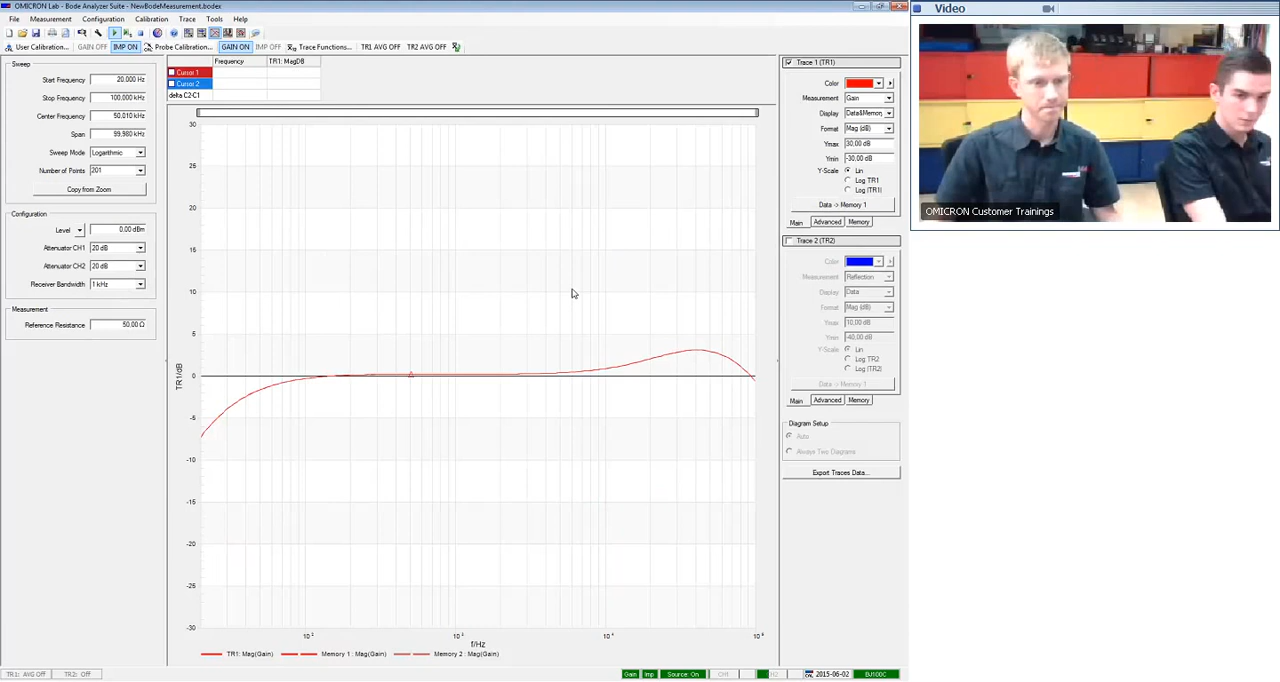 OMICRON Lab - Bode Analyzer Suite - NewBodeMeasurement.bodex
File Measurement Configuration Calibration Trace Tools Help
User Calibration... GAIN OFF IMP ON Probe Calibration... GAIN ON IMP OFF Trace Functions... TR1 AVG OFF TR2 AVG OFF
Sweep
Start Frequency 20.000 Hz
Stop Frequency 100.000 kHz
Center Frequency 50.010 kHz
Span 99.980 kHz
Sweep Mode Logarithmic
Number of Points 201
Copy from Zoom
Configuration
Level 0.00 dBm
Attenuator CH1 20 dB
Attenuator CH2 20 dB
Receiver Bandwidth 1 kHz
Measurement
Reference Resistance 50.00 Ω
Frequency TR1: MagDB
Cursor 1
Cursor 2
delta C2-C1
30
25
20
15
10
5
0
-5
-10
-15
-20
-25
-30
TR1/dB
f/Hz
TR1: Mag(Gain) Memory 1 : Mag(Gain) Memory 2 : Mag(Gain)
Trace 1 (TR1)
Color
Measurement Gain
Display Data&Memory
Format Mag (dB)
Ymax 30,00 dB
Ymin -30,00 dB
Y-Scale Lin
Log TR1
Log |TR1|
Data -> Memory 1
Main Advanced Memory
Trace 2 (TR2)
Color
Measurement Reflection
Display Data
Format Mag (dB)
Ymax 10,00 dB
Ymin -40,00 dB
Y-Scale Lin
Log TR2
Log |TR2|
Data -> Memory 1
Main Advanced Memory
Diagram Setup
Auto
Always Two Diagrams
Export Traces Data...
TR1: AVG OFF TR2: Off Gain Imp Source: On CH1 2015-06-02 BJ100C
Video
OMICRON Customer Trainings